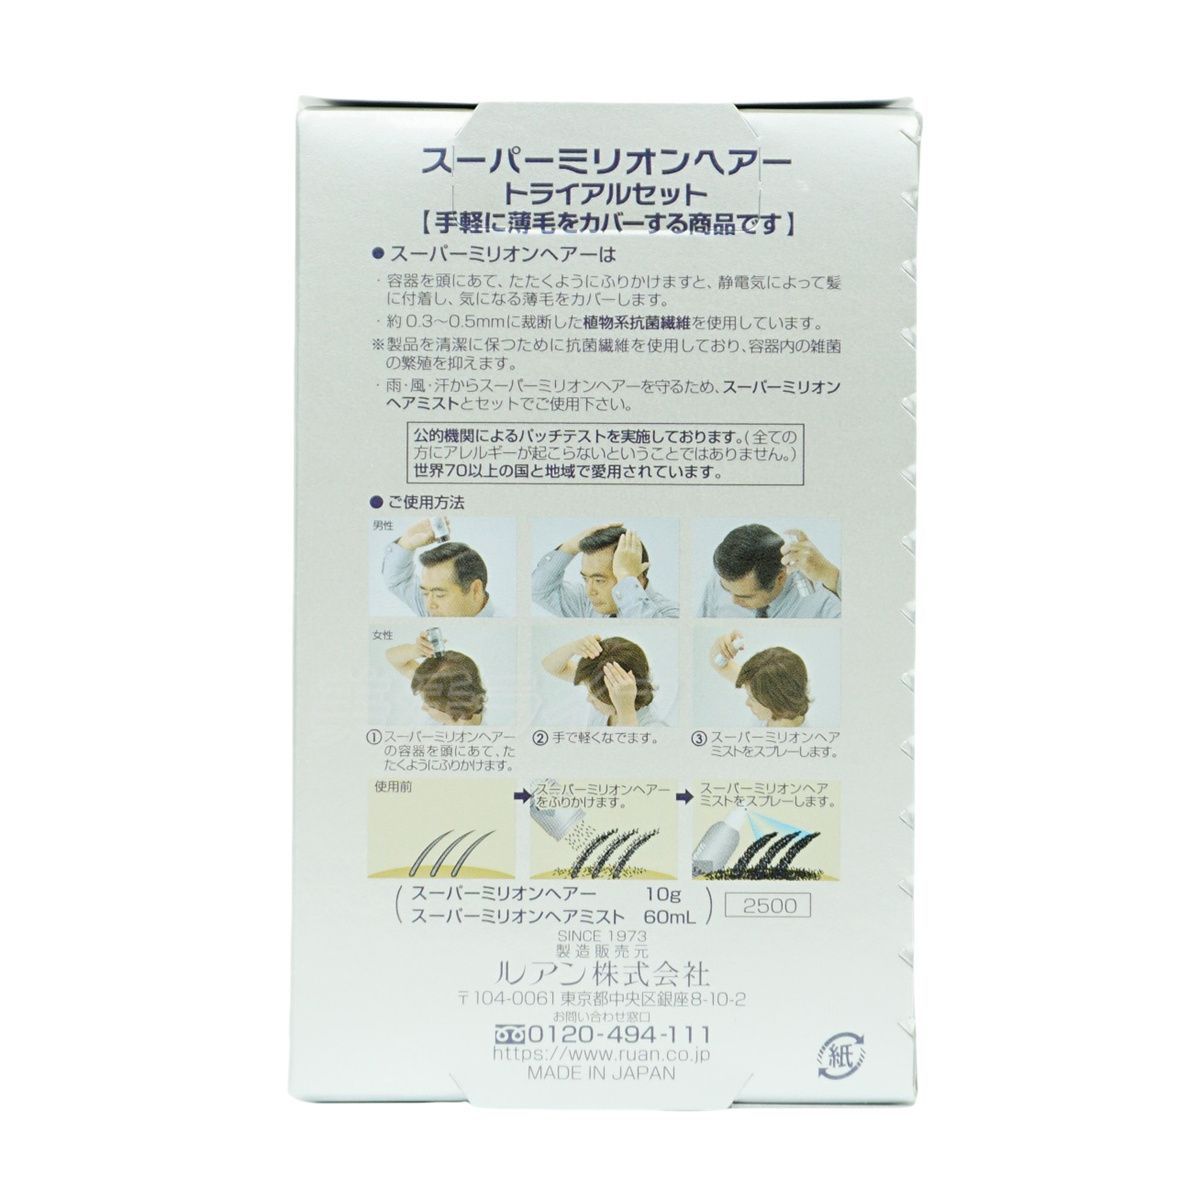 スーパーミリオンヘアー
トライアルセット
【手軽に薄毛をカバーする商品です】
●スーパーミリオンヘアーは
・容器を頭にあて、たたくようにふりかけますと、静電気によって髪
に付着し、気になる薄毛をカバーします。
・約0.3〜0.5mmに裁断した植物系抗菌繊維を使用しています。
※製品を清潔に保つために抗菌繊維を使用しており、容器内の雑菌
の繁殖を抑えます。
・雨・風・汗からスーパーミリオンヘアーを守るため、スーパーミリオン
ヘアミストとセットでご使用下さい。
公的機関によるパッチテストを実施しております。(全ての
方にアレルギーが起こらないということではありません。)
世界70以上の国と地域で愛用されています。
●ご使用方法
男性
女性
①スーパーミリオンヘアー
の容器を頭にあて、た
たくようにふりかけます。
②手で軽くなでます。
③スーパーミリオンヘア
ミストをスプレーします。
使用前
スーパーミリオンヘアー
をふりかけます。
スーパーミリオンヘア
ミストをスプレーします。
スーパーミリオンヘアー 10g
スーパーミリオンヘアミスト 60mL
2500
SINCE 1973
製造販売元
ルアン株式会社
〒104-0061 東京都中央区銀座8-10-2
お問い合わせ窓口
0120-494-111
https://www.ruan.co.jp
MADE IN JAPAN
紙